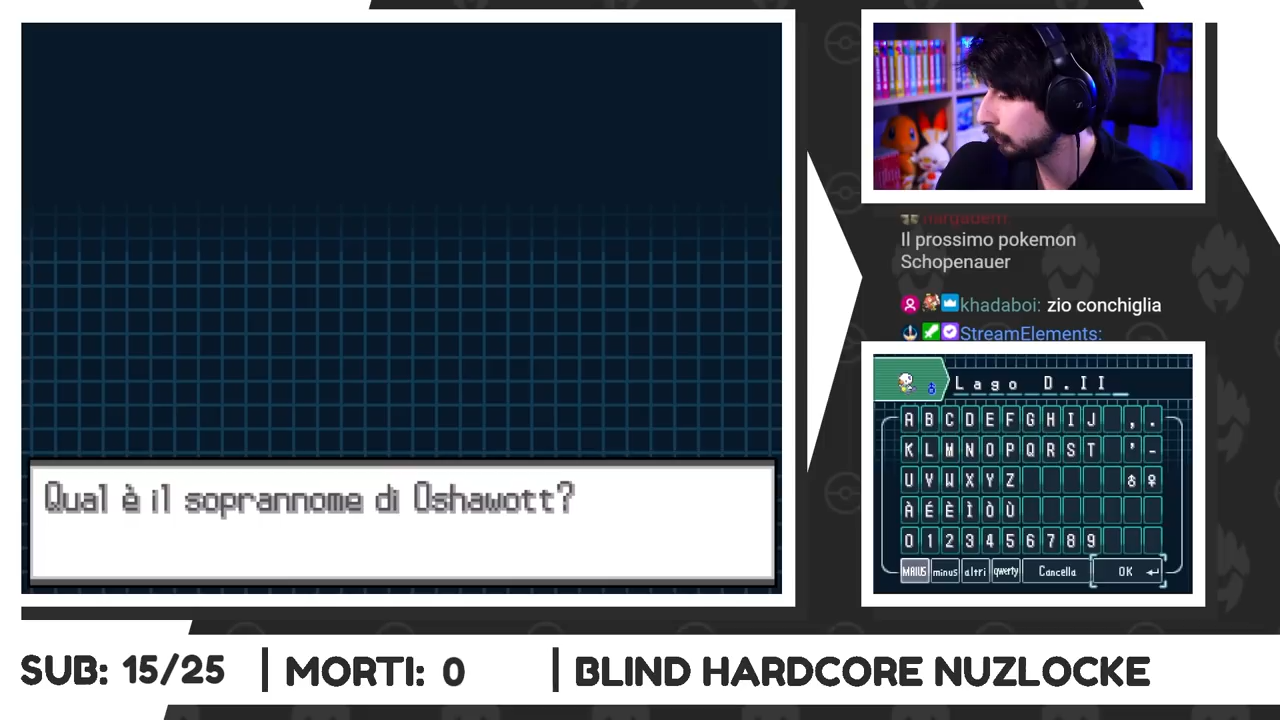 Qual è il soprannome di Oshawott?
Il prossimo pokemon
Schopenauer
khadaboi: zio conchiglia
StreamElements:
Lago D.II_
A B C D E F G H I J , .
K L M N O P Q R S T ' -
U V W X Y Z ♂ ♀
À É È Ì Ò Ù
0 1 2 3 4 5 6 7 8 9
MAIUS minus altri qwerty Cancella OK
SUB: 15/25 | MORTI: 0 | BLIND HARDCORE NUZLOCKE